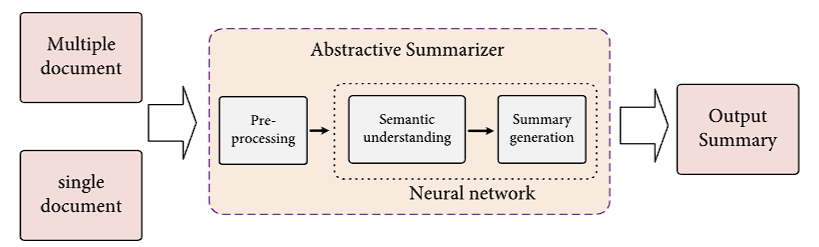 Multiple
document
single
document
Abstractive Summarizer
Pre-
processing
Semantic
understanding
Summary
generation
Neural network
Output
Summary